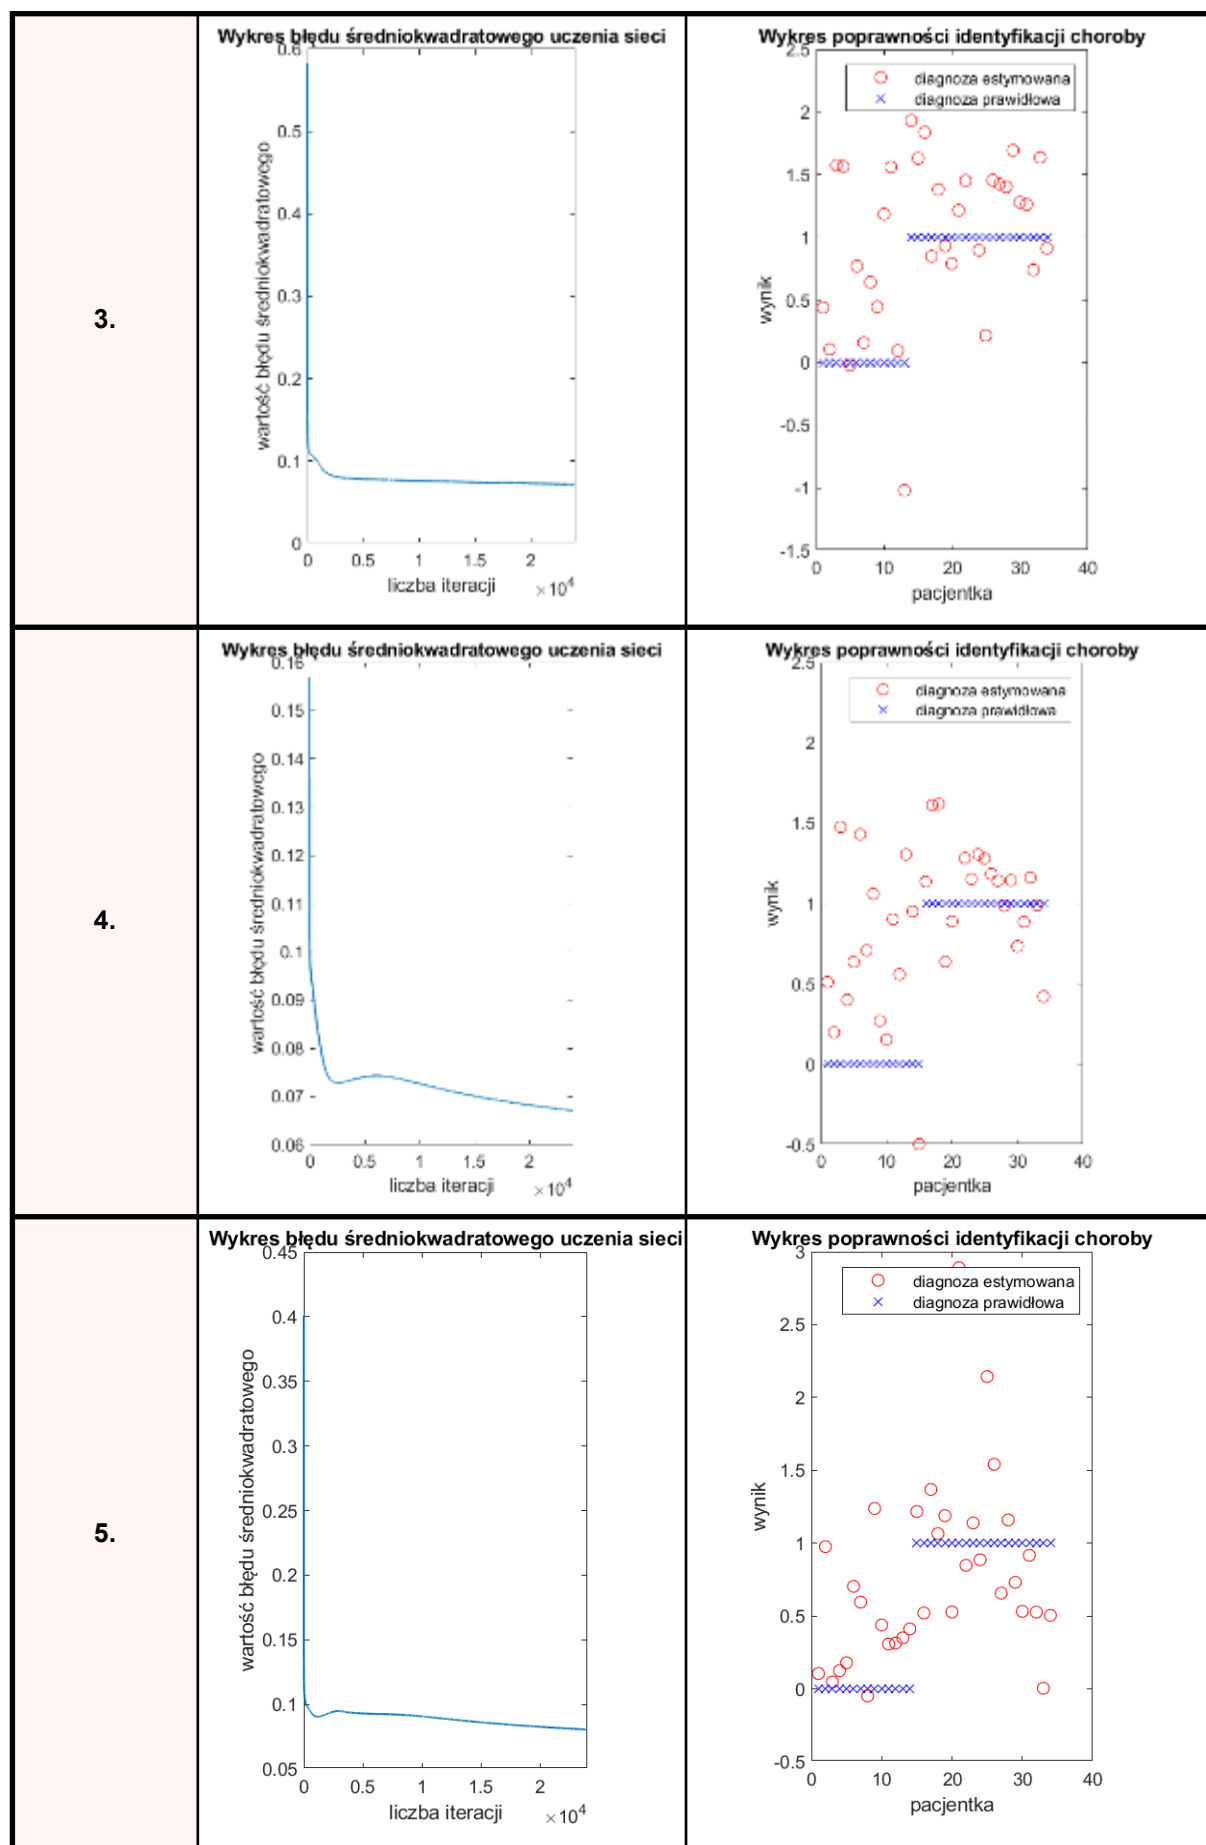 3.
Wykres błędu średniokwadratowego uczenia sieci
0.6
0.5
0.4
0.3
0.2
0.1
0
wartość błędu średniokwadratowego
0 0.5 1 1.5 2
liczba iteracji
×10⁴
Wykres poprawności identyfikacji choroby
2.5
2
1.5
1
0.5
0
-0.5
-1
-1.5
diagnoza estymowana
diagnoza prawidłowa
wynik
0 10 20 30 40
pacjentka
4.
Wykres błędu średniokwadratowego uczenia sieci
0.16
0.15
0.14
0.13
0.12
0.11
0.1
0.09
0.08
0.07
0.06
wartość błędu średniokwadratowego
0 0.5 1 2
liczba iteracji
×10⁴
Wykres poprawności identyfikacji choroby
2.5
2
1.5
1
0.5
0
-0.5
diagnoza estymowana
diagnoza prawidłowa
wynik
0 10 20 30 40
pacjentka
5.
Wykres błędu średniokwadratowego uczenia sieci
0.45
0.4
0.35
0.3
0.25
0.2
0.15
0.1
0.05
wartość błędu średniokwadratowego
0 0.5 1 1.5 2
liczba iteracji
×10⁴
Wykres poprawności identyfikacji choroby
3
2.5
2
1.5
1
0.5
0
-0.5
diagnoza estymowana
diagnoza prawidłowa
wynik
0 10 20 30 40
pacjentka